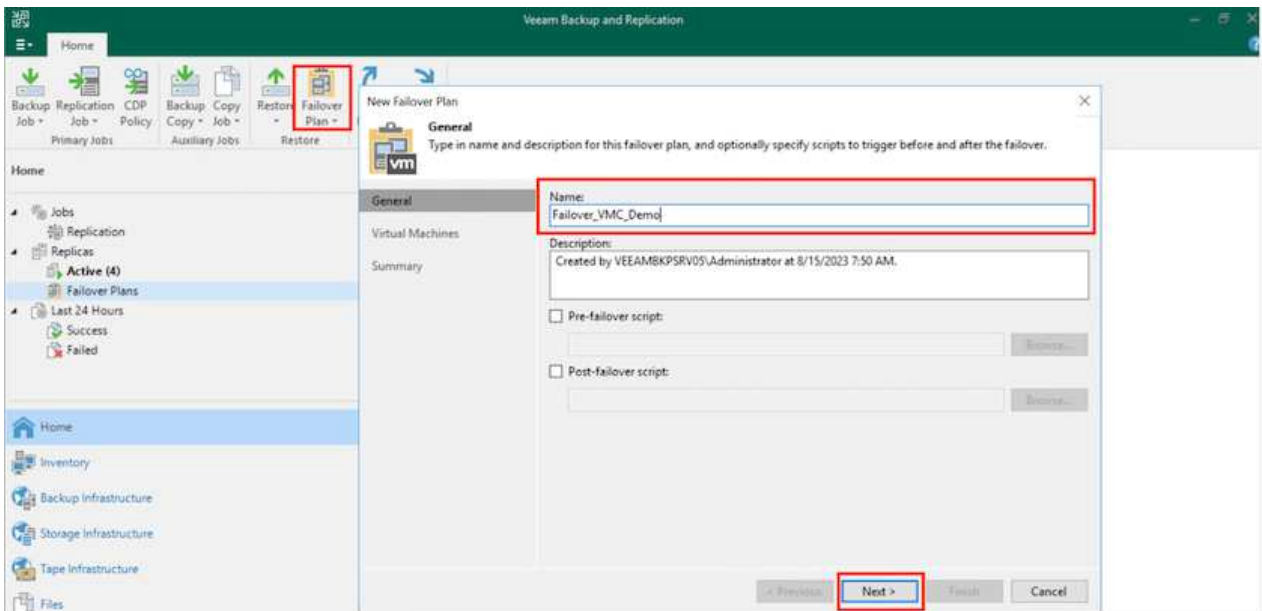 Veeam Backup and Replication
Home
Backup Replication CDP Backup Copy Restore Failover
Job Job Policy Copy Job Plan
Primary Jobs Auxiliary Jobs Restore
New Failover Plan
General
Type in name and description for this failover plan, and optionally specify scripts to trigger before and after the failover.
vm
Home
Jobs
Replication
Replicas
Active (4)
Failover Plans
Last 24 Hours
Success
Failed
Home
Inventory
Backup Infrastructure
Storage Infrastructure
Tape Infrastructure
Files
General
Virtual Machines
Summary
Name:
Failover_VMC_Demo
Description:
Created by VEEAMBKPSRV05\Administrator at 8/15/2023 7:50 AM.
Pre-failover script:
Browse...
Post-failover script:
Browse...
< Previous Next > Finish Cancel